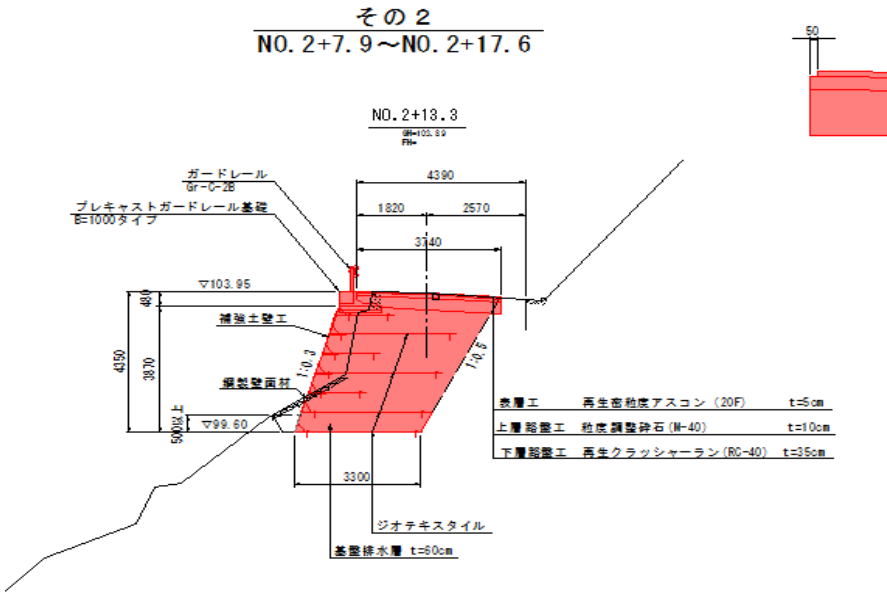 その２
NO.2+7.9～NO.2+17.6
50
NO.2+13.3
GH=103.89
FH=
ガードレール
Gr-C-2B
4390
プレキャストガードレール基礎
B=1000タイプ
1820
2570
3740
▽103.95
480
補強土壁工
4350
3870
1:0.3
1:0.5
鋼製壁面材
500以上
▽99.60
表層工 再生密粒度アスコン (20F) t=5cm
上層路盤工 粒度調整砕石(M-40) t=10cm
下層路盤工 再生クラッシャーラン(RC-40) t=35cm
3300
ジオテキスタイル
基盤排水層 t=60cm